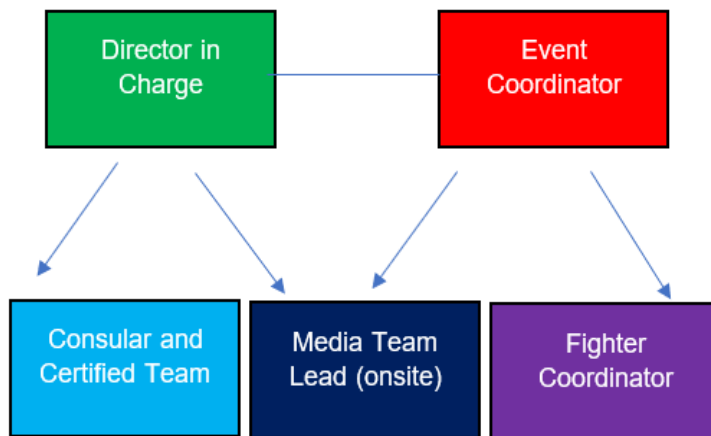 Director in
Charge
Event
Coordinator
Consular and
Certified Team
Media Team
Lead (onsite)
Fighter
Coordinator